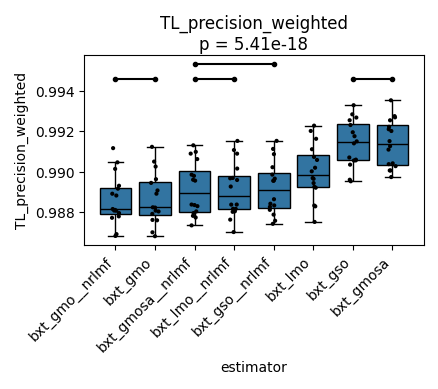 TL_precision_weighted
p = 5.41e-18
TL_precision_weighted
0.994
0.992
0.990
0.988
bxt_gmo__nrlmf
bxt_gmo
bxt_gmosa__nrlmf
bxt_lmo__nrlmf
bxt_gso__nrlmf
bxt_lmo
bxt_gso
bxt_gmosa
estimator